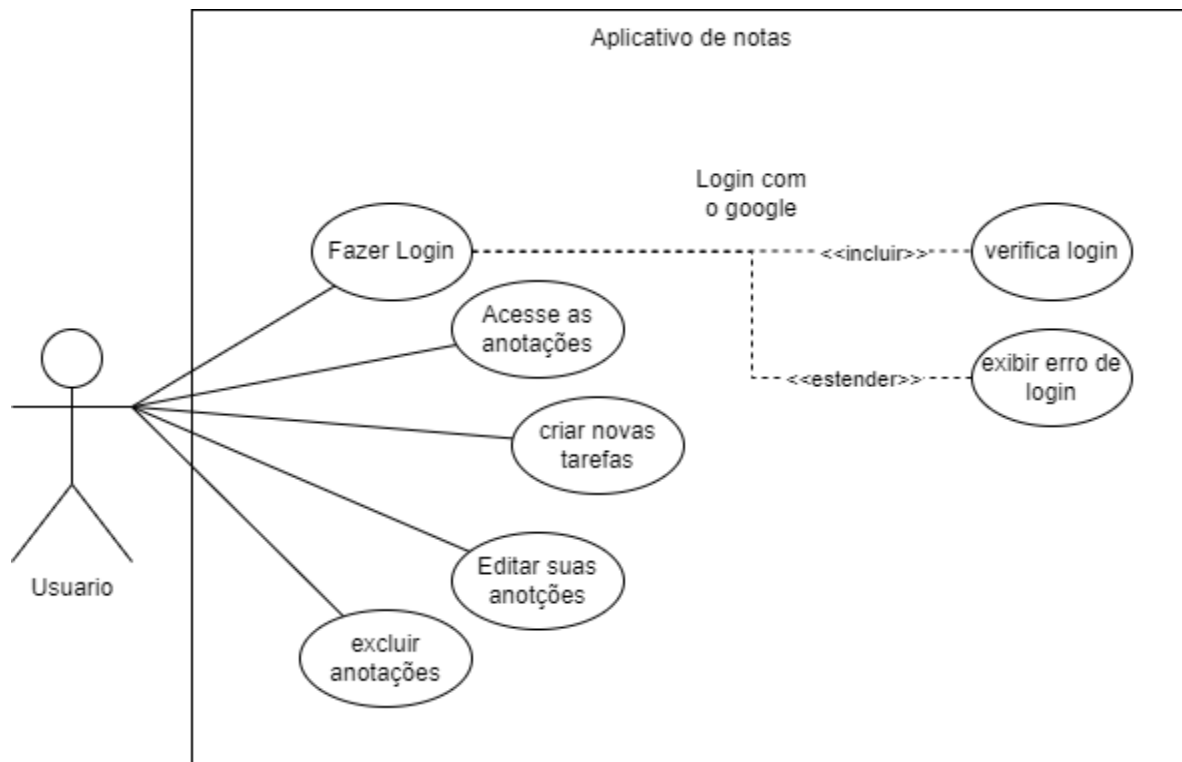 Aplicativo de notas
Login com
o google
Fazer Login
<<incluir>>
verifica login
Acesse as
anotações
<<estender>>
exibir erro de
login
criar novas
tarefas
Editar suas
anotções
Usuario
excluir
anotações